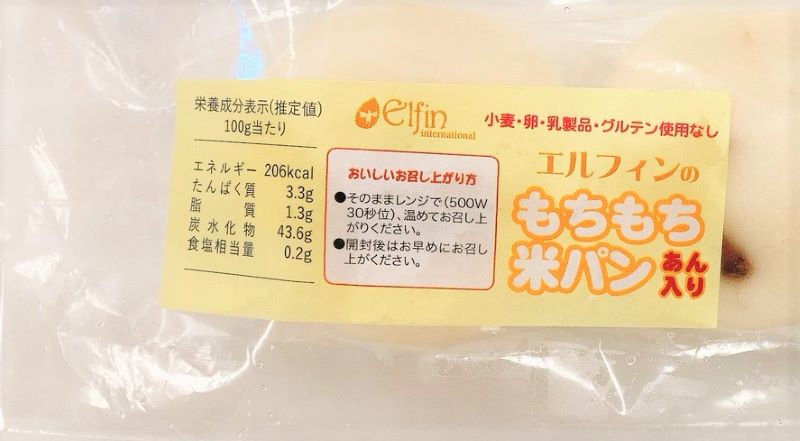 栄養成分表示(推定値)
100g当たり
エネルギー 206kcal
たんぱく質 3.3g
脂質 1.3g
炭水化物 43.6g
食塩相当量 0.2g
Elfin
international
おいしいお召し上がり方
●そのままレンジで(500W
30秒位)、温めてお召し上
がりください。
●開封後はお早めにお召し
上がください。
小麦・卵・乳製品・グルテン使用なし
エルフィンの
もちもち
米パン
あん
入り